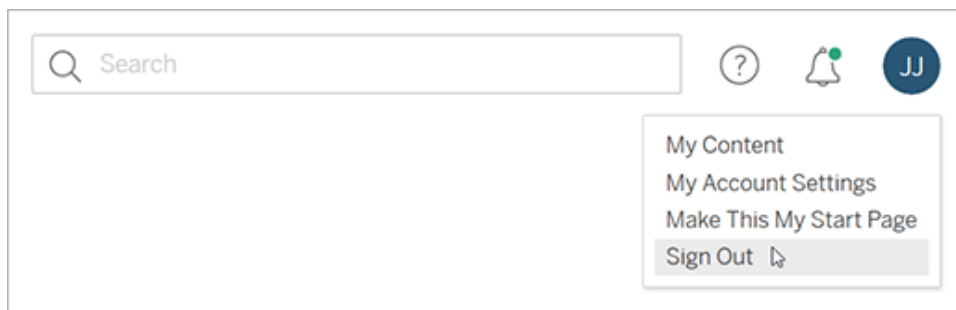 Search
?
JJ
My Content
My Account Settings
Make This My Start Page
Sign Out